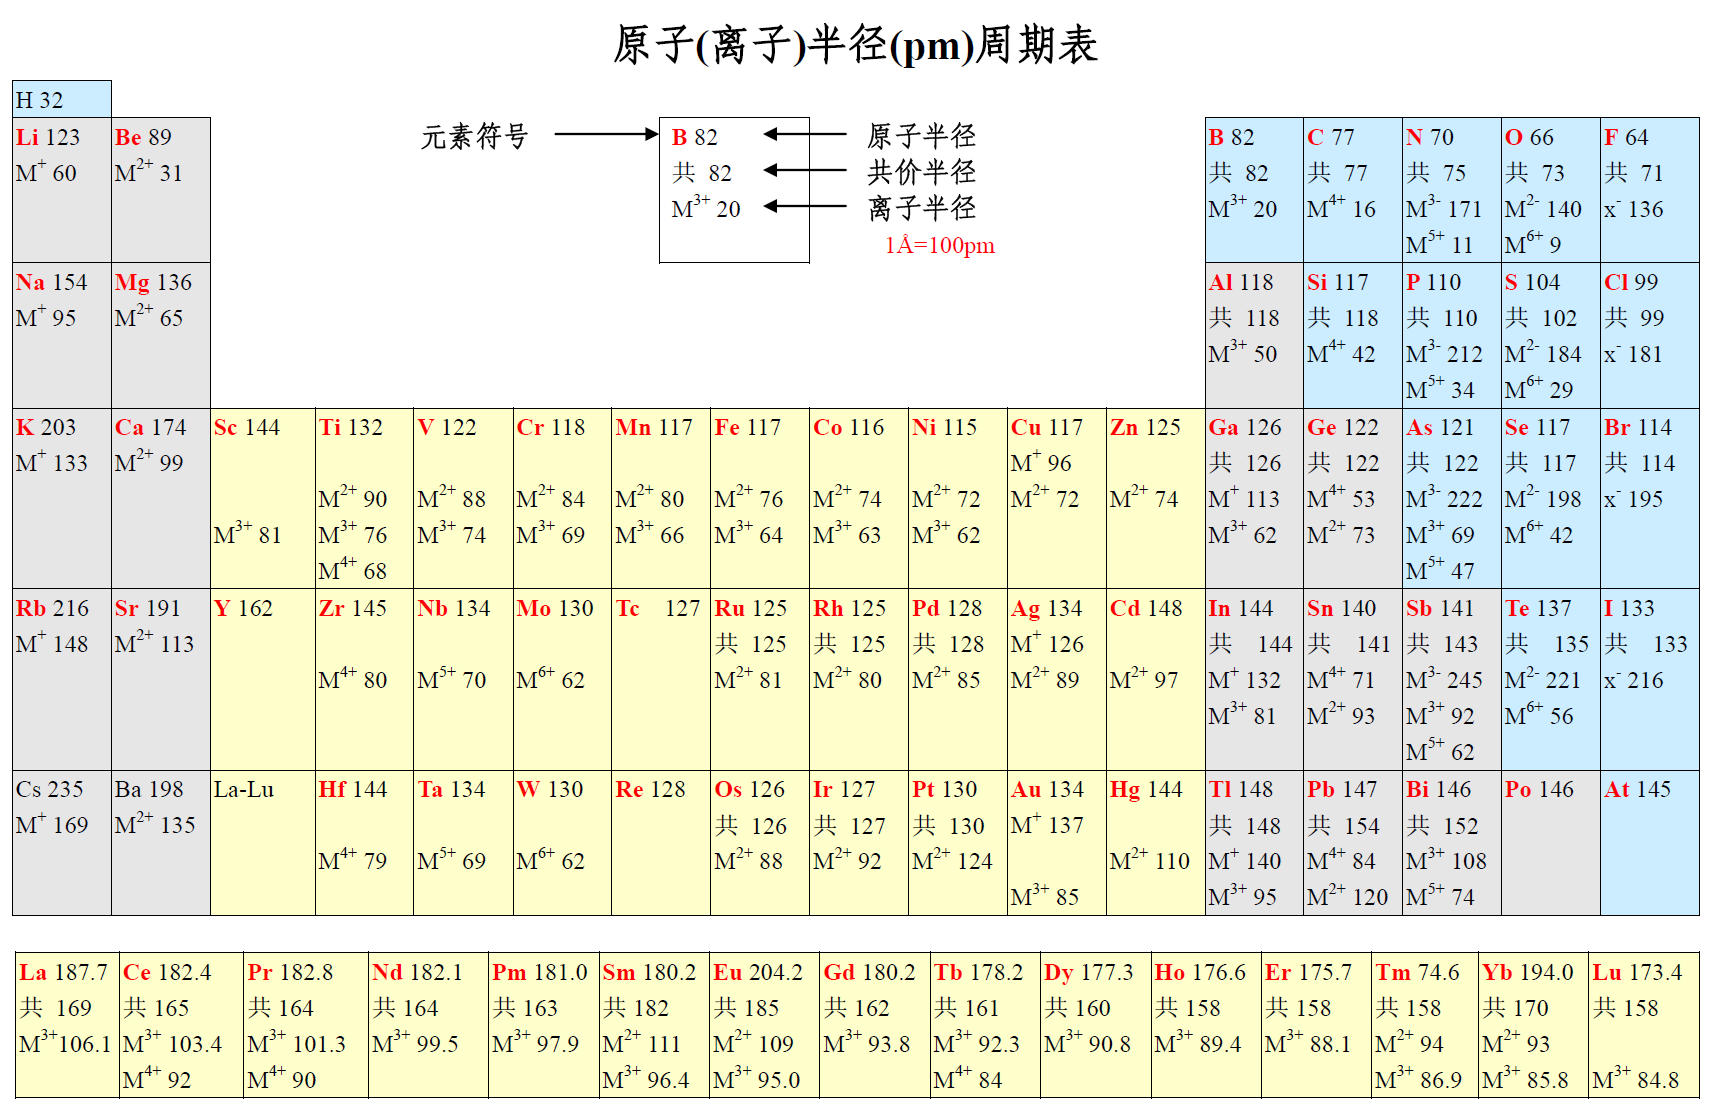 原子(离子)半径(pm)周期表
H 32
元素符号
B 82
共 82
M3+ 20
原子半径
共价半径
离子半径
1Å=100pm
Li 123
M+ 60
Be 89
M2+ 31
B 82
共 82
M3+ 20
C 77
共 77
M4+ 16
N 70
共 75
M3- 171
M5+ 11
O 66
共 73
M2- 140
M6+ 9
F 64
共 71
x- 136
Na 154
M+ 95
Mg 136
M2+ 65
Al 118
共 118
M3+ 50
Si 117
共 118
M4+ 42
P 110
共 110
M3- 212
M5+ 34
S 104
共 102
M2- 184
M6+ 29
Cl 99
共 99
x- 181
K 203
M+ 133
Ca 174
M2+ 99
Sc 144
M3+ 81
Ti 132
M2+ 90
M3+ 76
M4+ 68
V 122
M2+ 88
M3+ 74
Cr 118
M2+ 84
M3+ 69
Mn 117
M2+ 80
M3+ 66
Fe 117
M2+ 76
M3+ 64
Co 116
M2+ 74
M3+ 63
Ni 115
M2+ 72
M3+ 62
Cu 117
M+ 96
M2+ 72
Zn 125
M2+ 74
Ga 126
共 126
M+ 113
M3+ 62
Ge 122
共 122
M4+ 53
M2+ 73
As 121
共 122
M3- 222
M3+ 69
M5+ 47
Se 117
共 117
M2- 198
M6+ 42
Br 114
共 114
x- 195
Rb 216
M+ 148
Sr 191
M2+ 113
Y 162
Zr 145
M4+ 80
Nb 134
M5+ 70
Mo 130
M6+ 62
Tc 127
Ru 125
共 125
M2+ 81
Rh 125
共 125
M2+ 80
Pd 128
共 128
M2+ 85
Ag 134
M+ 126
M2+ 89
Cd 148
M2+ 97
In 144
共 144
M+ 132
M3+ 81
Sn 140
共 141
M4+ 71
M2+ 93
Sb 141
共 143
M3- 245
M3+ 92
M5+ 62
Te 137
共 135
M2- 221
M6+ 56
I 133
共 133
x- 216
Cs 235
M+ 169
Ba 198
M2+ 135
La-Lu
Hf 144
M4+ 79
Ta 134
M5+ 69
W 130
M6+ 62
Re 128
Os 126
共 126
M2+ 88
Ir 127
共 127
M2+ 92
Pt 130
共 130
M2+ 124
Au 134
M+ 137
M3+ 85
Hg 144
M2+ 110
Tl 148
共 148
M+ 140
M3+ 95
Pb 147
共 154
M4+ 84
M2+ 120
Bi 146
共 152
M3+ 108
M5+ 74
Po 146
At 145
La 187.7
共 169
M3+106.1
Ce 182.4
共 165
M3+ 103.4
M4+ 92
Pr 182.8
共 164
M3+ 101.3
M4+ 90
Nd 182.1
共 164
M3+ 99.5
Pm 181.0
共 163
M3+ 97.9
Sm 180.2
共 182
M2+ 111
M3+ 96.4
Eu 204.2
共 185
M2+ 109
M3+ 95.0
Gd 180.2
共 162
M3+ 93.8
Tb 178.2
共 161
M3+ 92.3
M4+ 84
Dy 177.3
共 160
M3+ 90.8
Ho 176.6
共 158
M3+ 89.4
Er 175.7
共 158
M3+ 88.1
Tm 74.6
共 158
M2+ 94
M3+ 86.9
Yb 194.0
共 170
M2+ 93
M3+ 85.8
Lu 173.4
共 158
M3+ 84.8